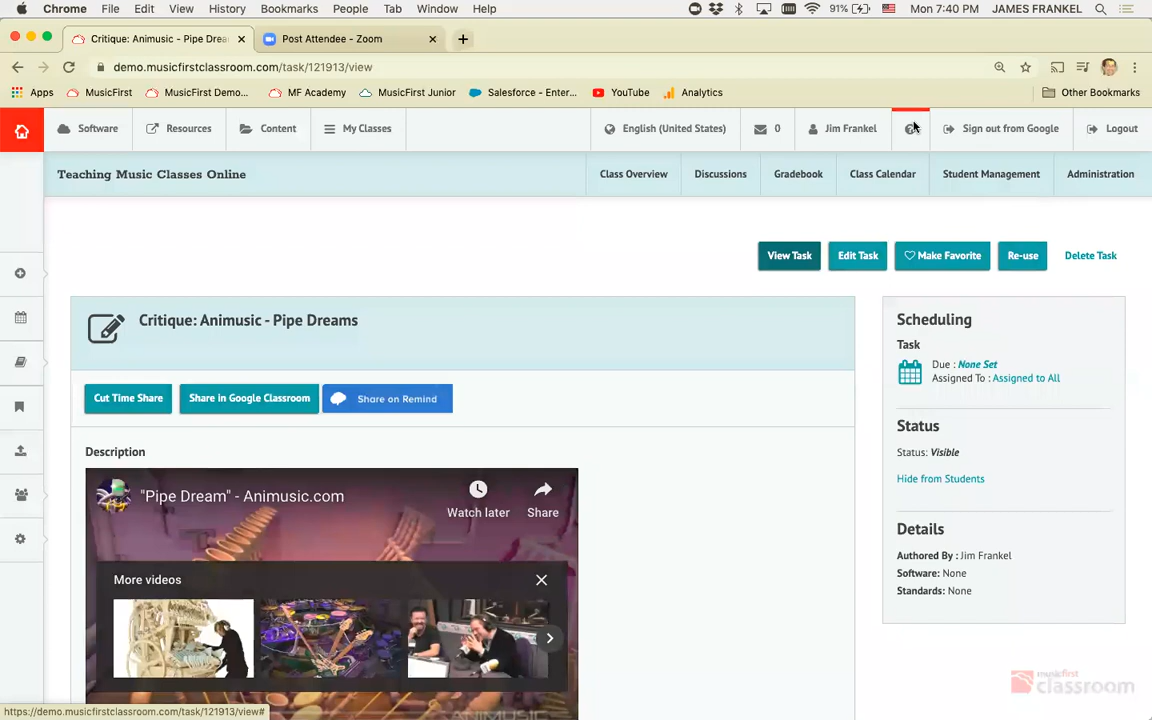 Chrome File Edit View History Bookmarks People Tab Window Help 91% Mon 7:40 PM JAMES FRANKEL
Critique: Animusic - Pipe Drea Post Attendee - Zoom
demo.musicfirstclassroom.com/task/121913/view
Apps MusicFirst MusicFirst Demo... MF Academy MusicFirst Junior Salesforce - Enter... YouTube Analytics Other Bookmarks
Software Resources Content My Classes English (United States) 0 Jim Frankel Sign out from Google Logout
Teaching Music Classes Online Class Overview Discussions Gradebook Class Calendar Student Management Administration
View Task Edit Task Make Favorite Re-use Delete Task
Critique: Animusic - Pipe Dreams
Cut Time Share Share in Google Classroom Share on Remind
Description
"Pipe Dream" - Animusic.com
Watch later Share
More videos
Scheduling
Task
Due : None Set
Assigned To : Assigned to All
Status
Status: Visible
Hide from Students
Details
Authored By : Jim Frankel
Software: None
Standards: None
musicfirst
classroom
https://demo.musicfirstclassroom.com/task/121913/view#